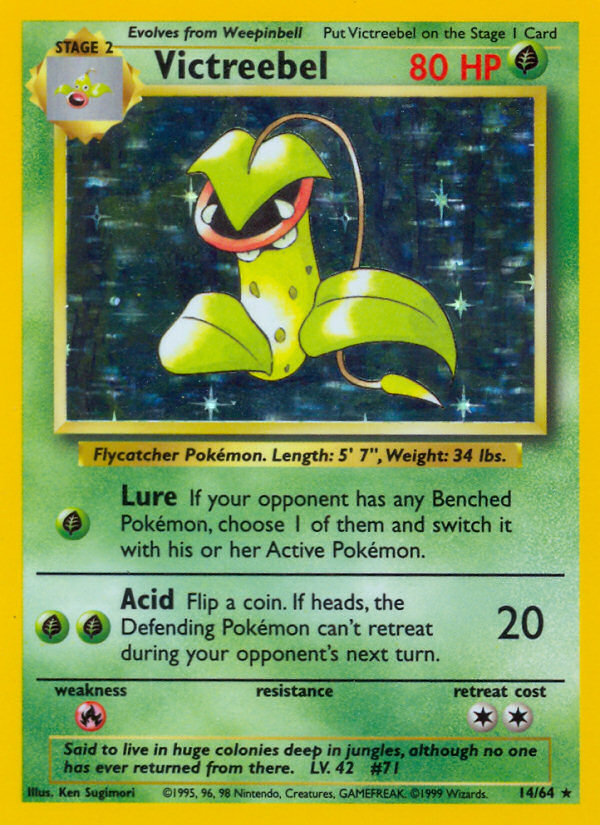 Evolves from Weepinbell Put Victreebel on the Stage 1 Card
STAGE 2
Victreebel 80 HP
Flycatcher Pokémon. Length: 5' 7", Weight: 34 lbs.
Lure If your opponent has any Benched
Pokémon, choose 1 of them and switch it
with his or her Active Pokémon.
Acid Flip a coin. If heads, the
Defending Pokémon can't retreat
during your opponent's next turn.
20
weakness resistance retreat cost
Said to live in huge colonies deep in jungles, although no one
has ever returned from there. LV. 42 #71
Illus. Ken Sugimori ©1995, 96, 98 Nintendo, Creatures, GAMEFREAK. ©1999 Wizards. 14/64 ★